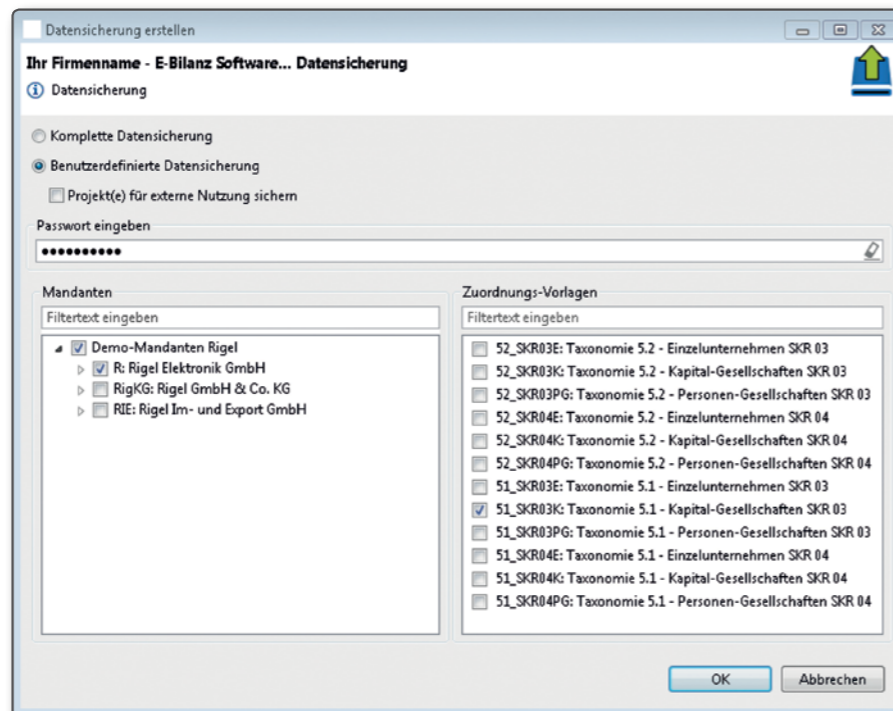 Datensicherung erstellen
Ihr Firmenname - E-Bilanz Software... Datensicherung
Datensicherung
Komplette Datensicherung
Benutzerdefinierte Datensicherung
Projekt(e) für externe Nutzung sichern
Passwort eingeben
••••••••••
Mandanten
Filtertext eingeben
Demo-Mandanten Rigel
R: Rigel Elektronik GmbH
RigKG: Rigel GmbH & Co. KG
RIE: Rigel Im- und Export GmbH
Zuordnungs-Vorlagen
Filtertext eingeben
52_SKR03E: Taxonomie 5.2 - Einzelunternehmen SKR 03
52_SKR03K: Taxonomie 5.2 - Kapital-Gesellschaften SKR 03
52_SKR03PG: Taxonomie 5.2 - Personen-Gesellschaften SKR 03
52_SKR04E: Taxonomie 5.2 - Einzelunternehmen SKR 04
52_SKR04K: Taxonomie 5.2 - Kapital-Gesellschaften SKR 04
52_SKR04PG: Taxonomie 5.2 - Personen-Gesellschaften SKR 04
51_SKR03E: Taxonomie 5.1 - Einzelunternehmen SKR 03
51_SKR03K: Taxonomie 5.1 - Kapital-Gesellschaften SKR 03
51_SKR03PG: Taxonomie 5.1 - Personen-Gesellschaften SKR 03
51_SKR04E: Taxonomie 5.1 - Einzelunternehmen SKR 04
51_SKR04K: Taxonomie 5.1 - Kapital-Gesellschaften SKR 04
51_SKR04PG: Taxonomie 5.1 - Personen-Gesellschaften SKR 04
OK
Abbrechen